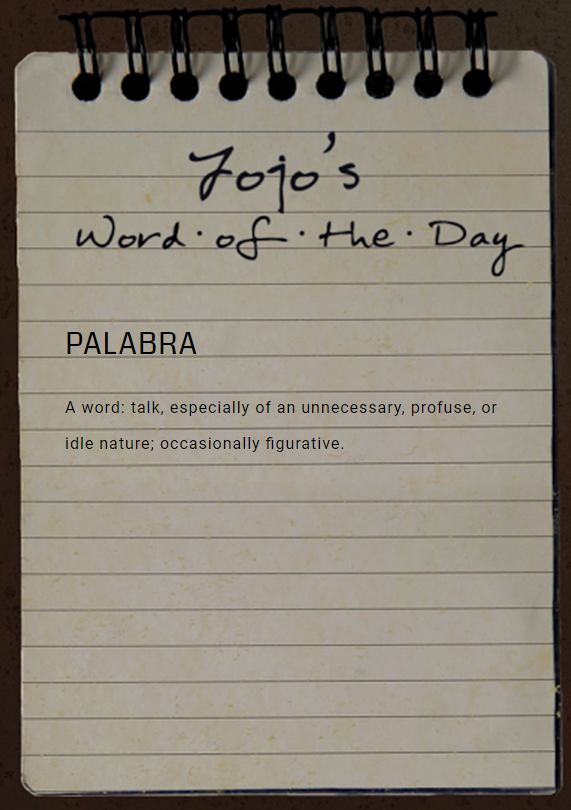 Jojo's
Word · of · the · Day
PALABRA
A word: talk, especially of an unnecessary, profuse, or
idle nature; occasionally figurative.